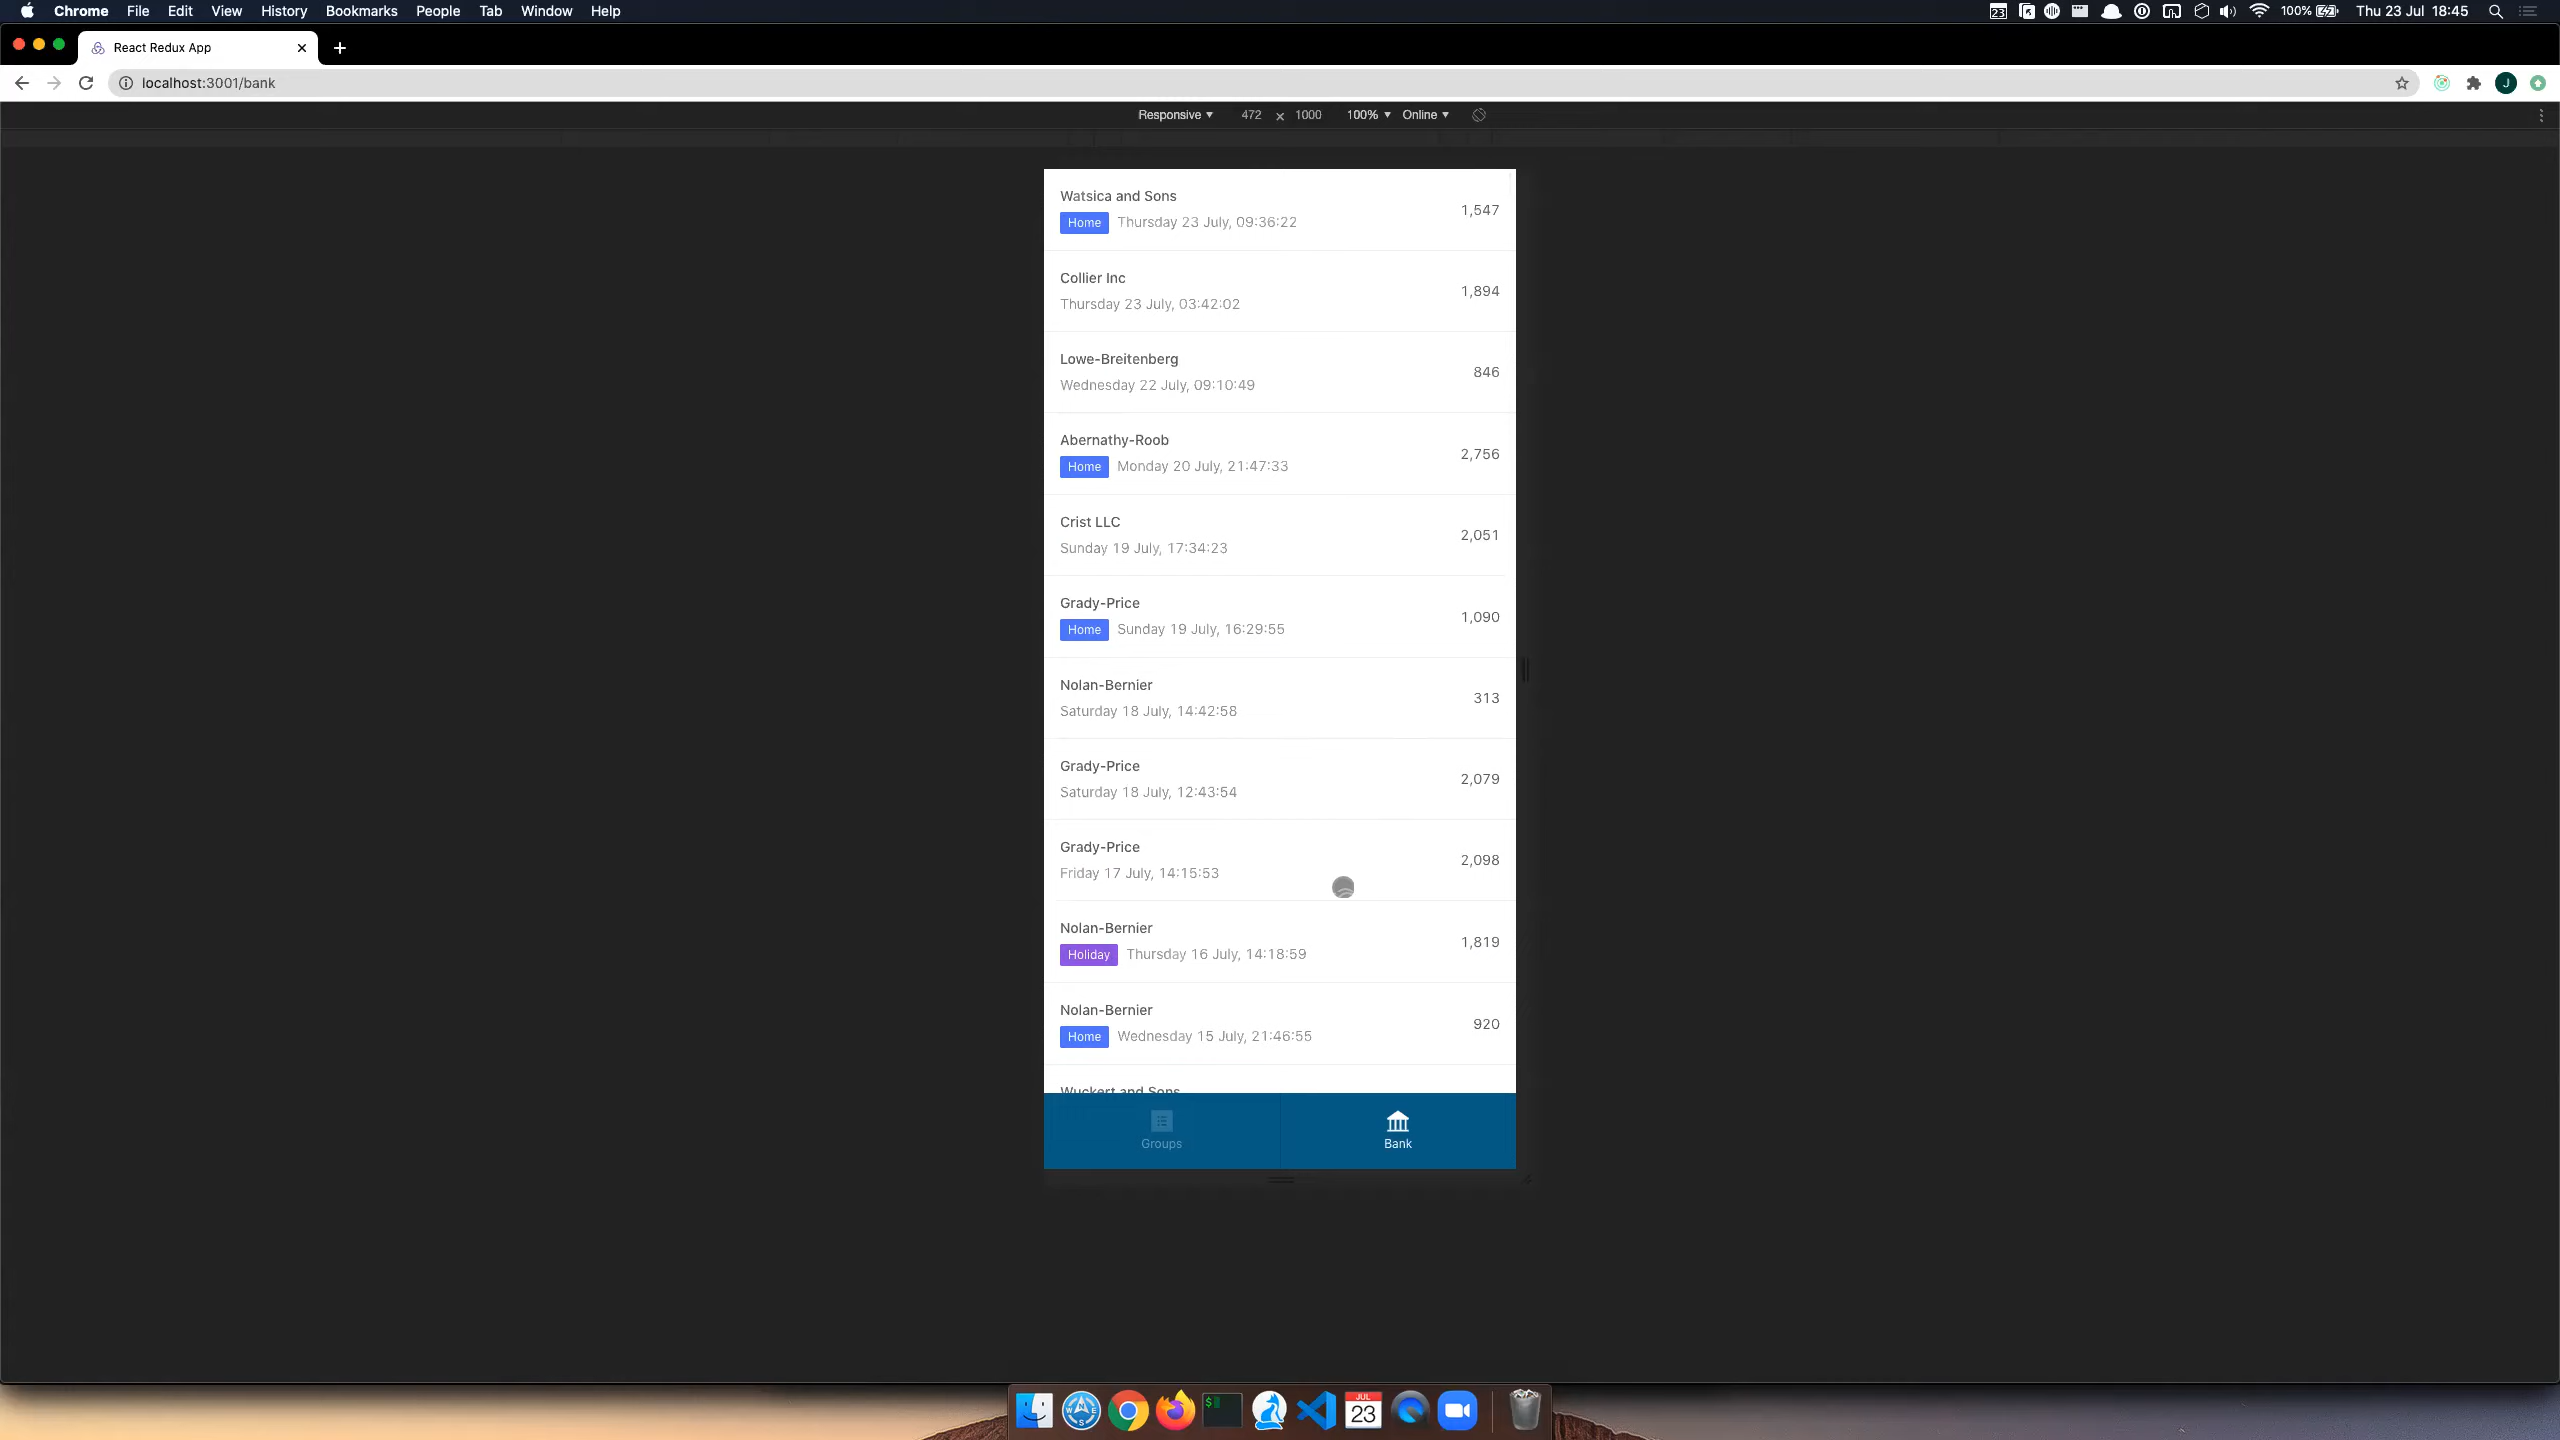 Chrome File Edit View History Bookmarks People Tab Window Help
23 100% Thu 23 Jul 18:45
React Redux App
localhost:3001/bank
J
Responsive 472 x 1000 100% Online
Watsica and Sons
1,547
Home Thursday 23 July, 09:36:22
Collier Inc
1,894
Thursday 23 July, 03:42:02
Lowe-Breitenberg
846
Wednesday 22 July, 09:10:49
Abernathy-Roob
2,756
Home Monday 20 July, 21:47:33
Crist LLC
2,051
Sunday 19 July, 17:34:23
Grady-Price
1,090
Home Sunday 19 July, 16:29:55
Nolan-Bernier
313
Saturday 18 July, 14:42:58
Grady-Price
2,079
Saturday 18 July, 12:43:54
Grady-Price
2,098
Friday 17 July, 14:15:53
Nolan-Bernier
1,819
Holiday Thursday 16 July, 14:18:59
Nolan-Bernier
920
Home Wednesday 15 July, 21:46:55
Wuckert and Sons
Groups
Bank
JUL
23